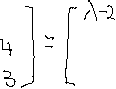 λ-2
4 ] = [
3